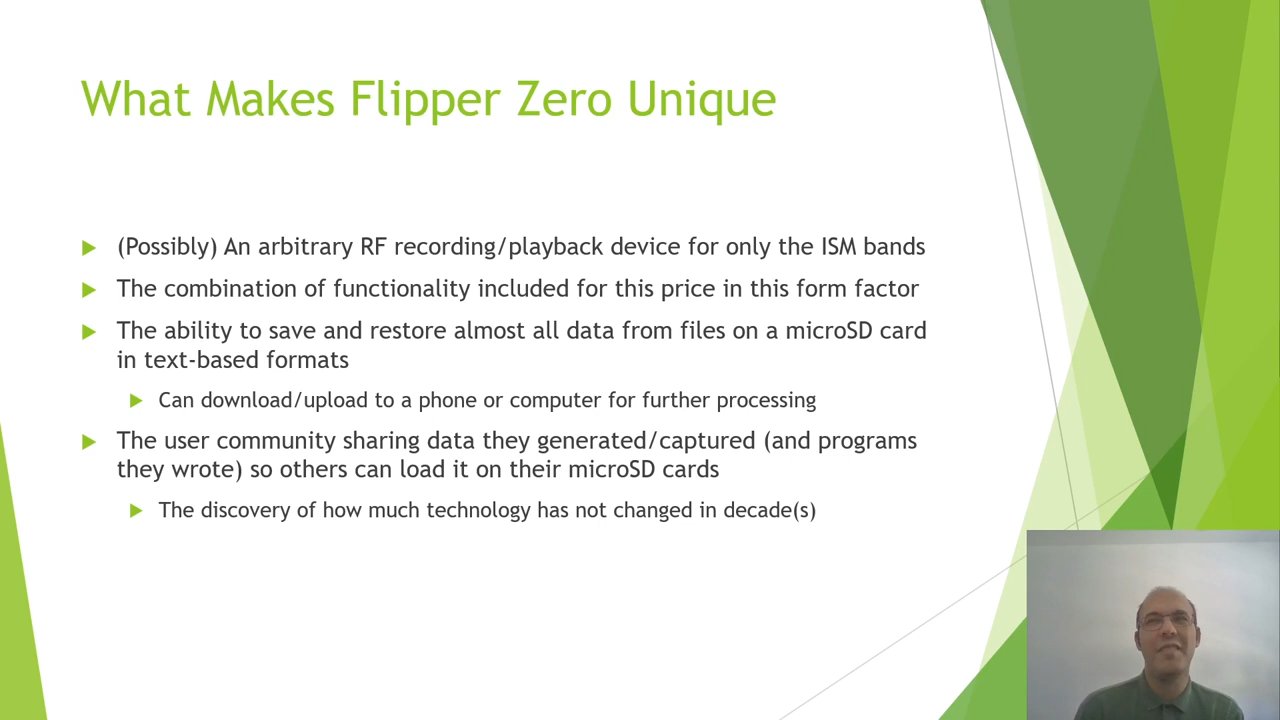 What Makes Flipper Zero Unique
(Possibly) An arbitrary RF recording/playback device for only the ISM bands
The combination of functionality included for this price in this form factor
The ability to save and restore almost all data from files on a microSD card
in text-based formats
Can download/upload to a phone or computer for further processing
The user community sharing data they generated/captured (and programs
they wrote) so others can load it on their microSD cards
The discovery of how much technology has not changed in decade(s)